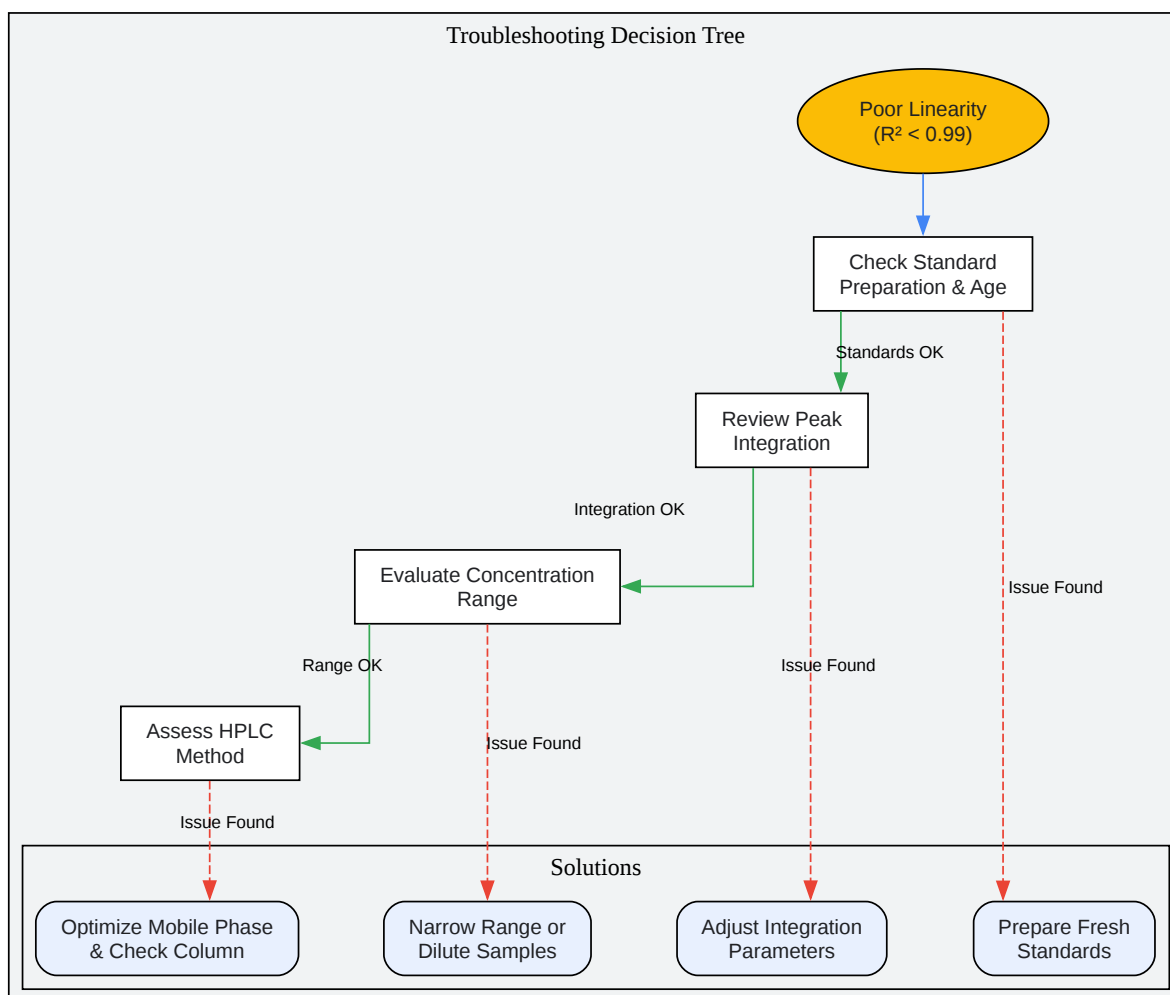 Troubleshooting Decision Tree
Poor Linearity
(R² < 0.99)
Check Standard
Preparation & Age
Standards OK
Review Peak
Integration
Integration OK
Evaluate Concentration
Range
Issue Found
Range OK
Issue Found
Assess HPLC
Method
Issue Found
Issue Found
Solutions
Optimize Mobile Phase
& Check Column
Narrow Range or
Dilute Samples
Adjust Integration
Parameters
Prepare Fresh
Standards